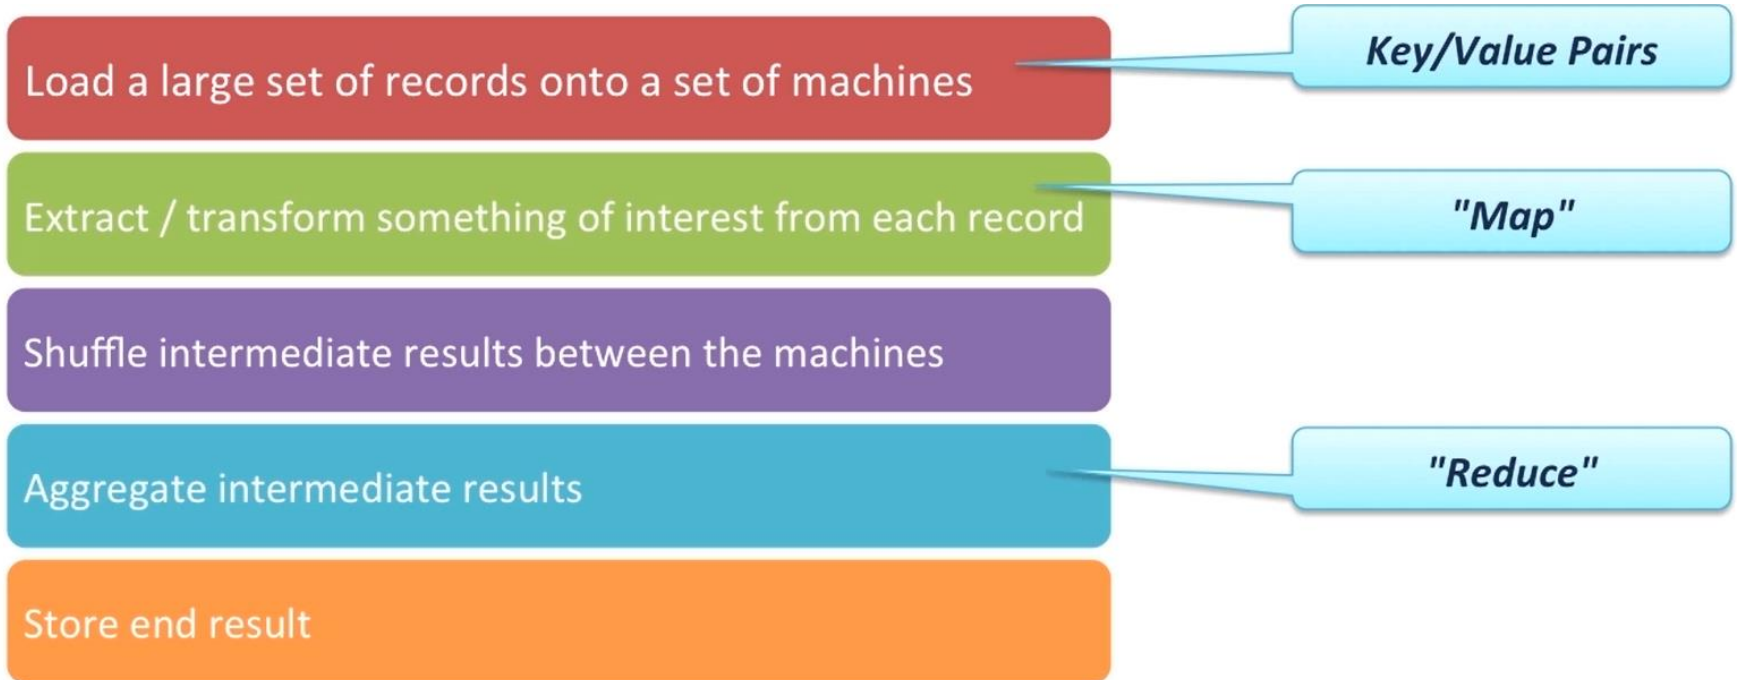 Load a large set of records onto a set of machines
Key/Value Pairs
Extract / transform something of interest from each record
"Map"
Shuffle intermediate results between the machines
Aggregate intermediate results
"Reduce"
Store end result